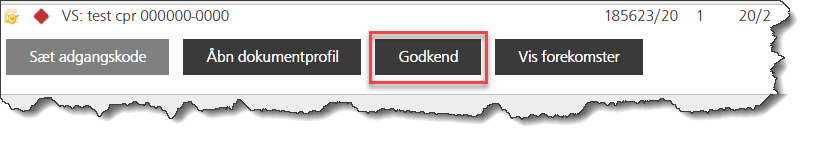 VS: test cpr 000000-0000 185623/20 1 20/2
Sæt adgangskode Åbn dokumentprofil Godkend Vis forekomster